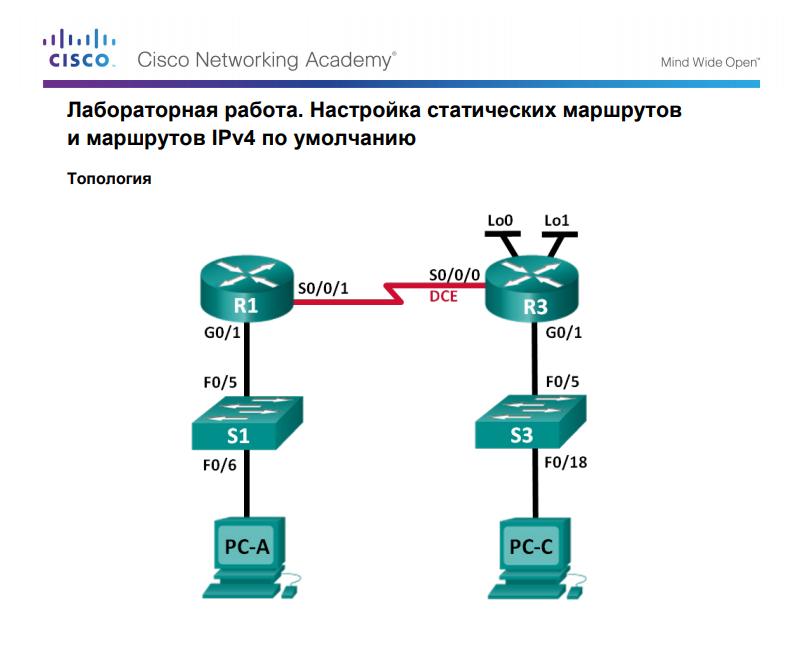 CISCO™ Cisco Networking Academy® Mind Wide Open™
Лабораторная работа. Настройка статических маршрутов
и маршрутов IPv4 по умолчанию
Топология
Lo0 Lo1
S0/0/1 S0/0/0
DCE
R1 R3
G0/1 G0/1
F0/5 F0/5
S1 S3
F0/6 F0/18
PC-A PC-C